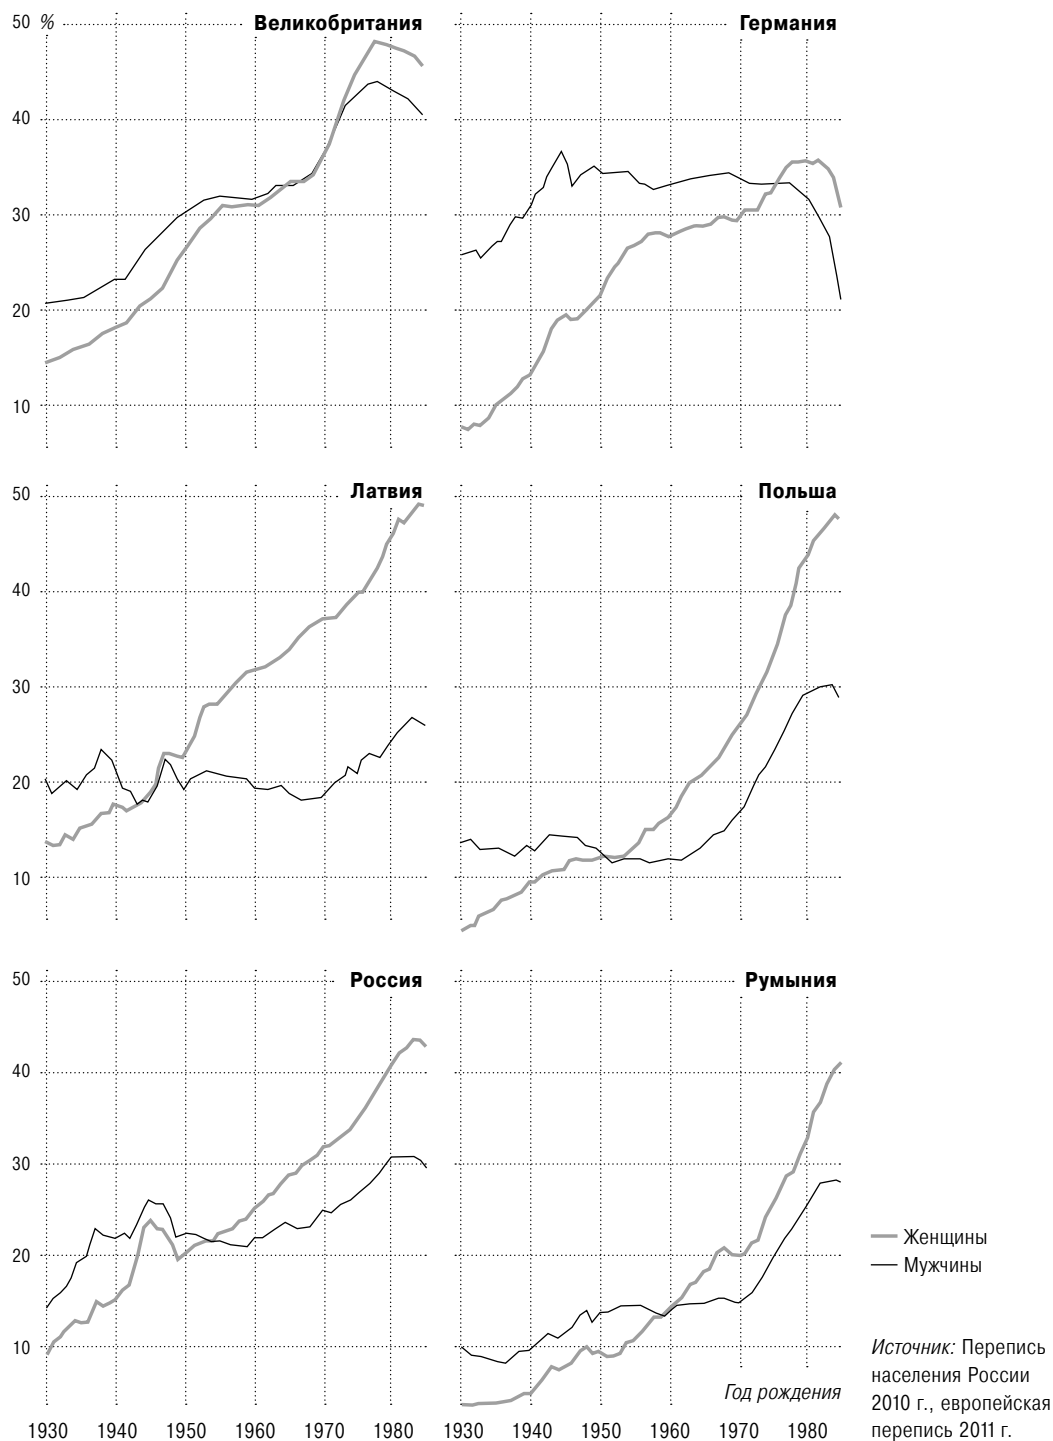 50 %
Великобритания
Германия
40
30
20
10
50
Латвия
Польша
40
30
20
10
50
Россия
Румыния
40
30
20
10
Женщины
Мужчины
Источник: Перепись
населения России
2010 г., европейская
перепись 2011 г.
Год рождения
1930 1940 1950 1960 1970 1980 1930 1940 1950 1960 1970 1980